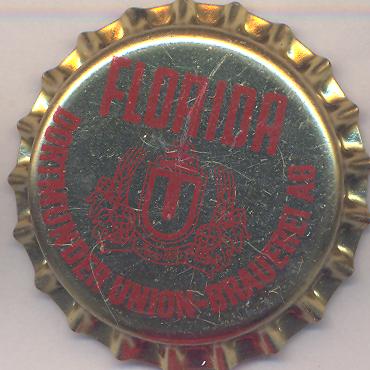 FLORIDA
DORTMUNDER UNION-BRAUEREI AG